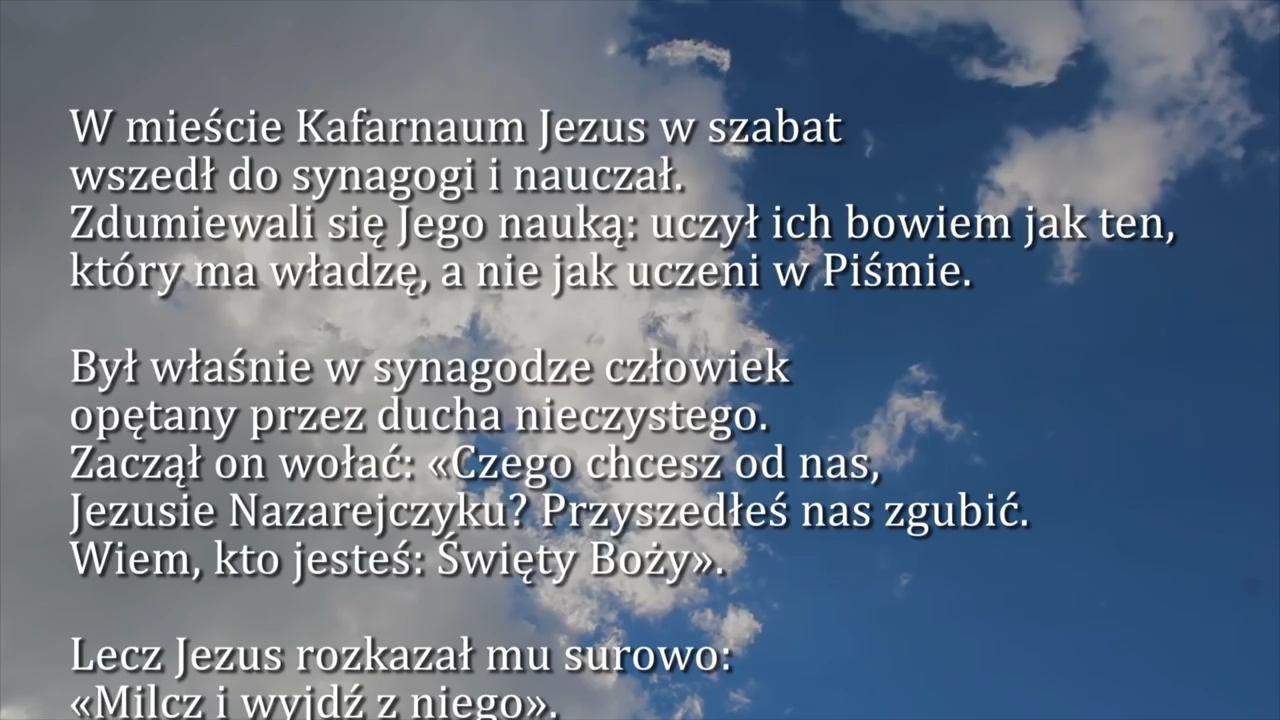 W mieście Kafarnaum Jezus w szabat
wszedł do synagogi i nauczał.
Zdumiewali się Jego nauką: uczył ich bowiem jak ten,
który ma władzę, a nie jak uczeni w Piśmie.
Był właśnie w synagodze człowiek
opętany przez ducha nieczystego.
Zaczął on wołać: «Czego chcesz od nas,
Jezusie Nazarejczyku? Przyszedłeś nas zgubić.
Wiem, kto jesteś: Święty Boży».
Lecz Jezus rozkazał mu surowo:
«Milcz i wyjdź z niego».